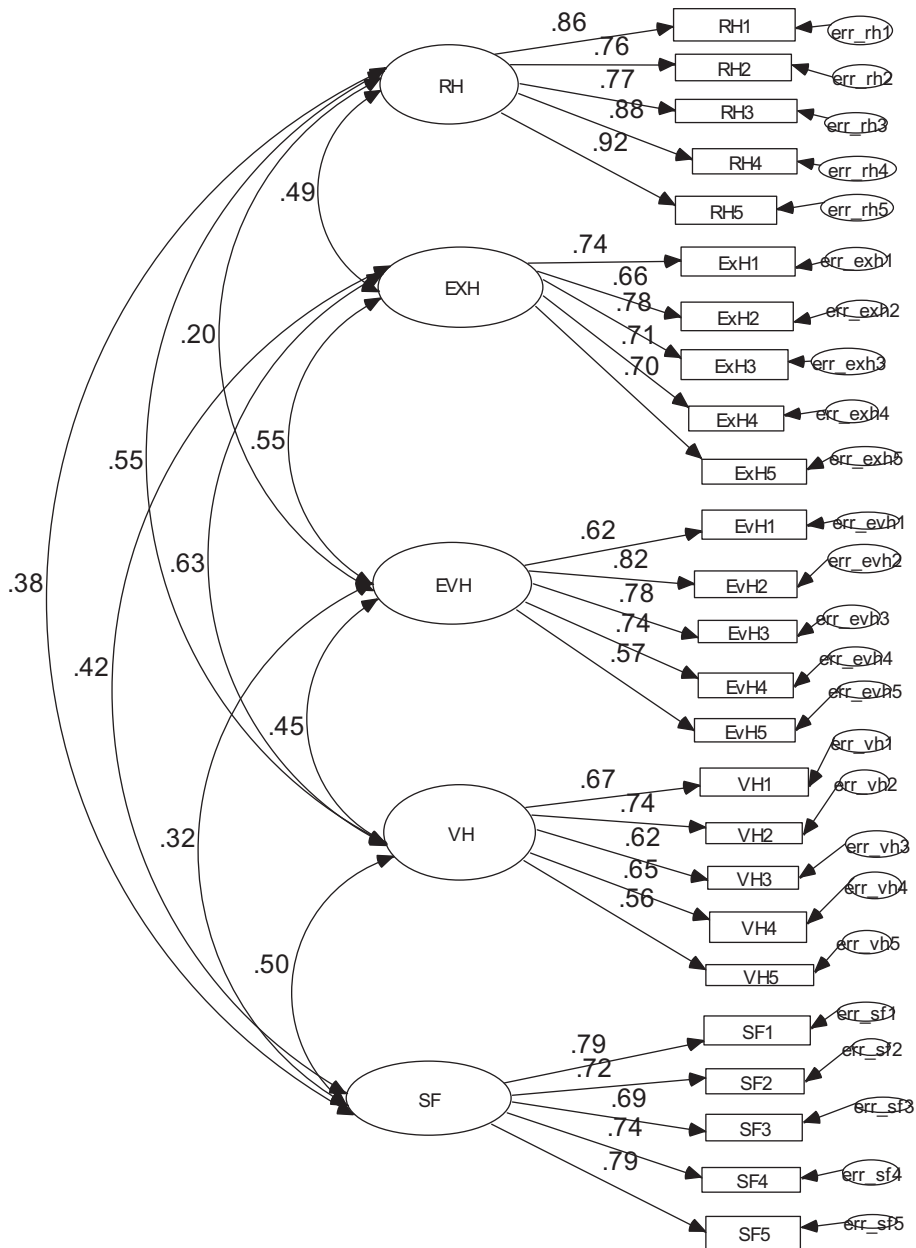 .86 RH1 err_rh1
.76 RH2 err_rh2
RH
.77 RH3 err_rh3
.88 RH4 err_rh4
.92 RH5 err_rh5
.49
.74 ExH1 err_exh1
.66 ExH2 err_exh2
EXH
.78 ExH3 err_exh3
.20
.71 ExH4 err_exh4
.70 ExH5 err_exh5
.55
.55
.62 EvH1 err_evh1
.82 EvH2 err_evh2
.38
.63
EVH
.78 EvH3 err_evh3
.74 EvH4 err_evh4
.57 EvH5 err_evh5
.42
.45
.67 VH1 err_vh1
.74 VH2 err_vh2
.32
VH
.62 VH3 err_vh3
.65 VH4 err_vh4
.56 VH5 err_vh5
.50
.79 SF1 err_sf1
.72 SF2 err_sf2
SF
.69 SF3 err_sf3
.74 SF4 err_sf4
.79 SF5 err_sf5